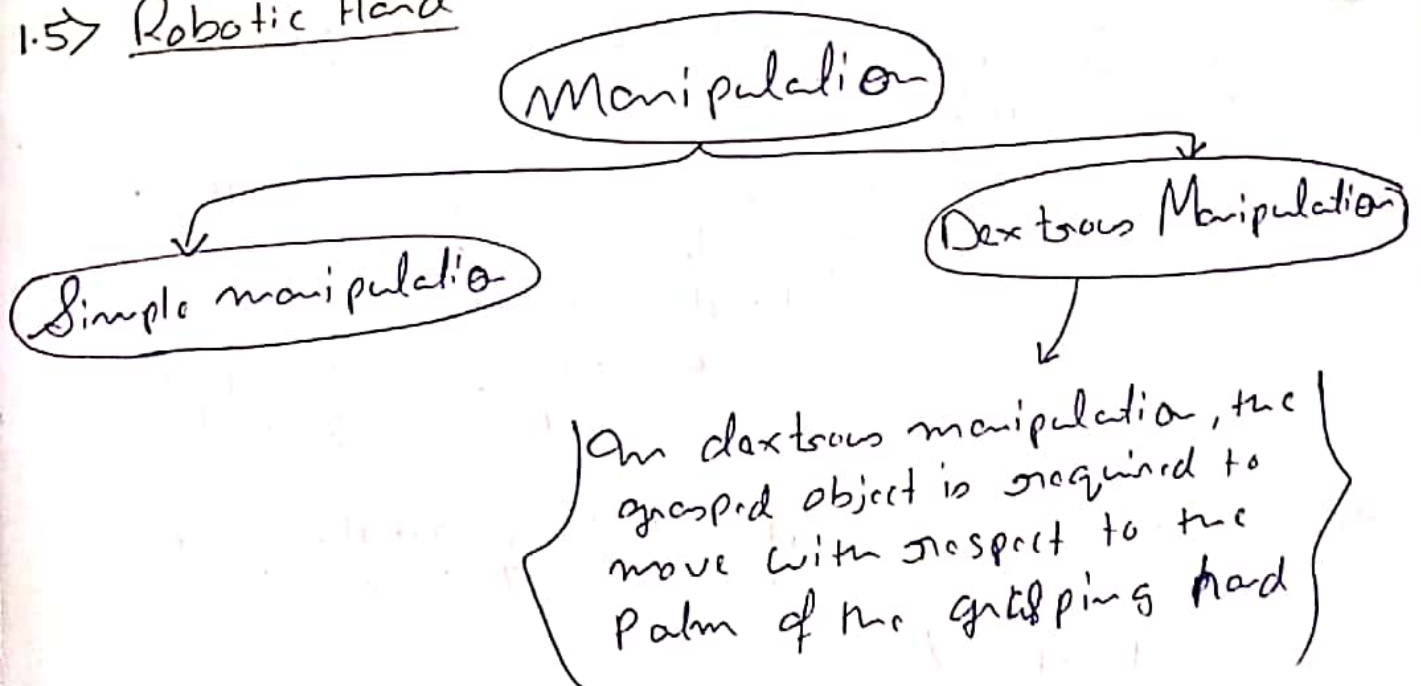 1.5> Robotic Hand
Manipulation
Simple manipulation
Dextrous Manipulation
In dextrous manipulation, the
grasped object is required to
move with respect to the
Palm of the gripping hand